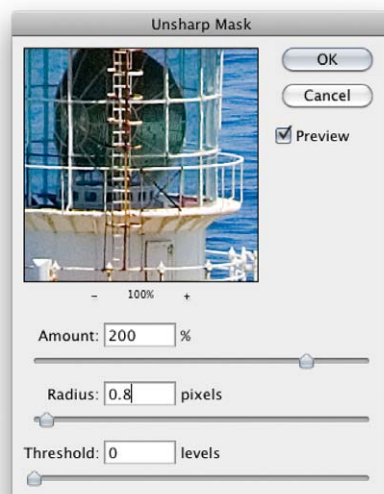 Unsharp Mask
OK
Cancel
Preview
- 100% +
Amount: 200 %
Radius: 0.8 pixels
Threshold: 0 levels